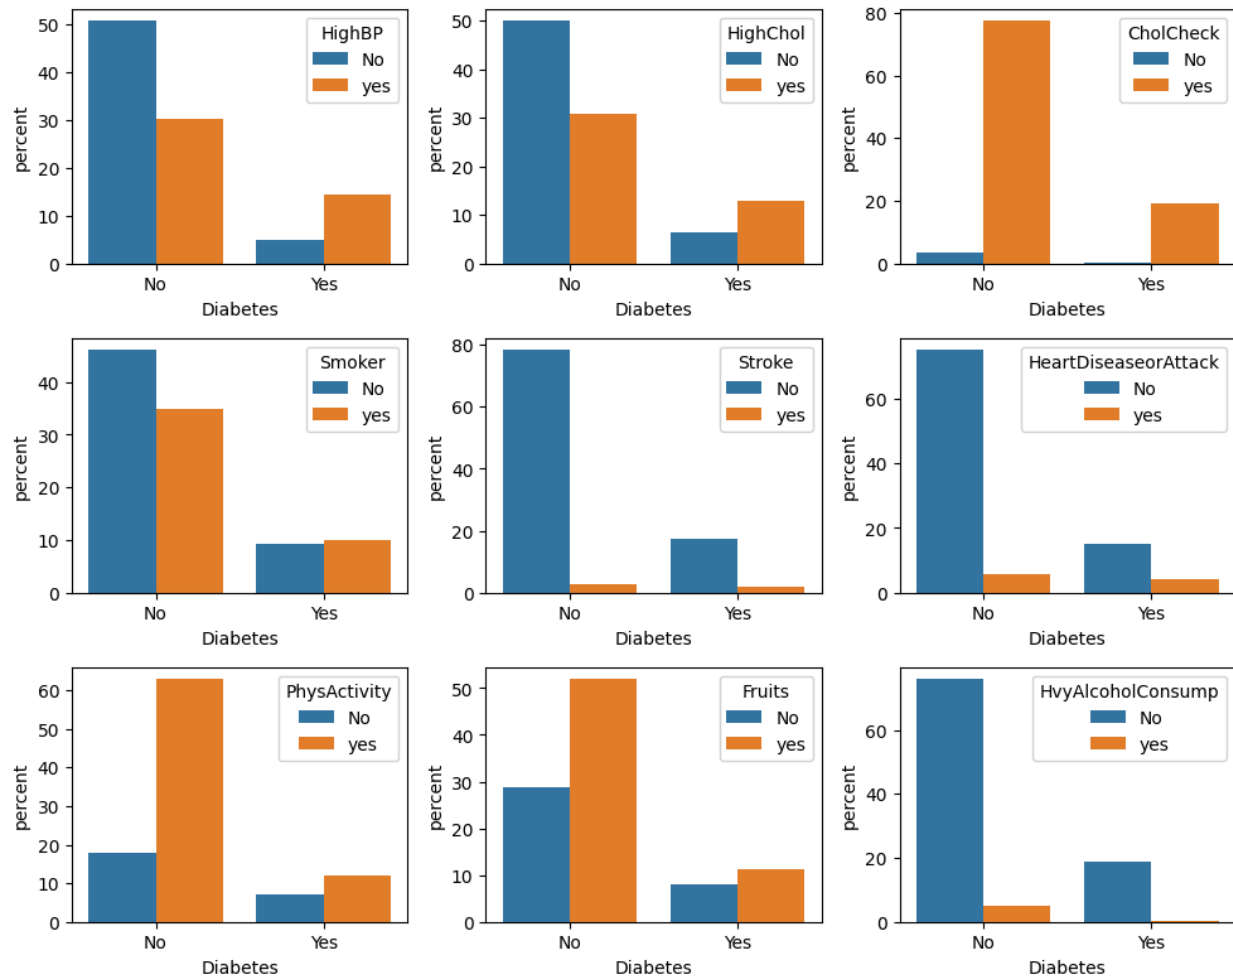 HighBP
No
yes
50
40
30
20
10
0
percent
No Yes
Diabetes
HighChol
No
yes
50
40
30
20
10
0
percent
No Yes
Diabetes
CholCheck
No
yes
80
60
40
20
0
percent
No Yes
Diabetes
Smoker
No
yes
40
30
20
10
0
percent
No Yes
Diabetes
Stroke
No
yes
80
60
40
20
0
percent
No Yes
Diabetes
HeartDiseaseorAttack
No
yes
60
40
20
0
percent
No Yes
Diabetes
PhysActivity
No
yes
60
50
40
30
20
10
0
percent
No Yes
Diabetes
Fruits
No
yes
50
40
30
20
10
0
percent
No Yes
Diabetes
HvyAlcoholConsump
No
yes
60
40
20
0
percent
No Yes
Diabetes